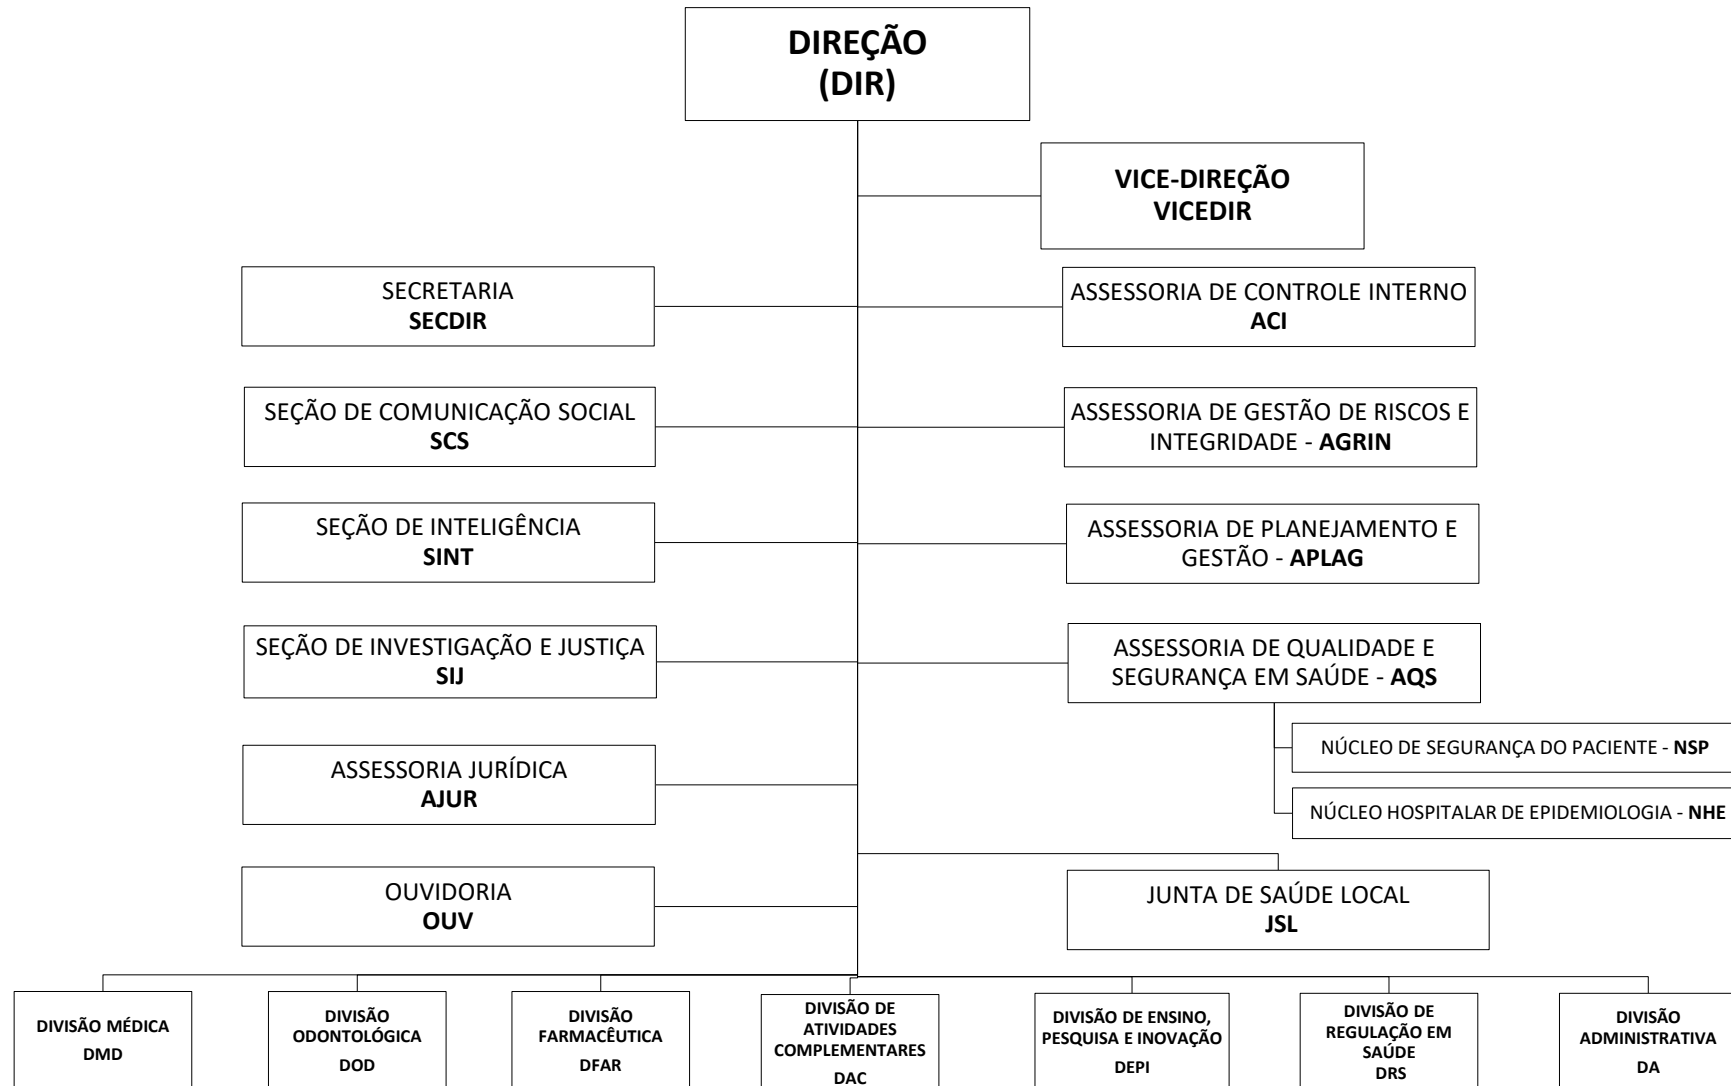 DIREÇÃO
(DIR)
VICE-DIREÇÃO
VICEDIR
SECRETARIA
SECDIR
ASSESSORIA DE CONTROLE INTERNO
ACI
SEÇÃO DE COMUNICAÇÃO SOCIAL
SCS
ASSESSORIA DE GESTÃO DE RISCOS E
INTEGRIDADE - AGRIN
SEÇÃO DE INTELIGÊNCIA
SINT
ASSESSORIA DE PLANEJAMENTO E
GESTÃO - APLAG
SEÇÃO DE INVESTIGAÇÃO E JUSTIÇA
SIJ
ASSESSORIA DE QUALIDADE E
SEGURANÇA EM SAÚDE - AQS
NÚCLEO DE SEGURANÇA DO PACIENTE - NSP
NÚCLEO HOSPITALAR DE EPIDEMIOLOGIA - NHE
ASSESSORIA JURÍDICA
AJUR
OUVIDORIA
OUV
JUNTA DE SAÚDE LOCAL
JSL
DIVISÃO MÉDICA
DMD
DIVISÃO
ODONTOLÓGICA
DOD
DIVISÃO
FARMACÊUTICA
DFAR
DIVISÃO DE
ATIVIDADES
COMPLEMENTARES
DAC
DIVISÃO DE ENSINO,
PESQUISA E INOVAÇÃO
DEPI
DIVISÃO DE
REGULAÇÃO EM
SAÚDE
DRS
DIVISÃO
ADMINISTRATIVA
DA